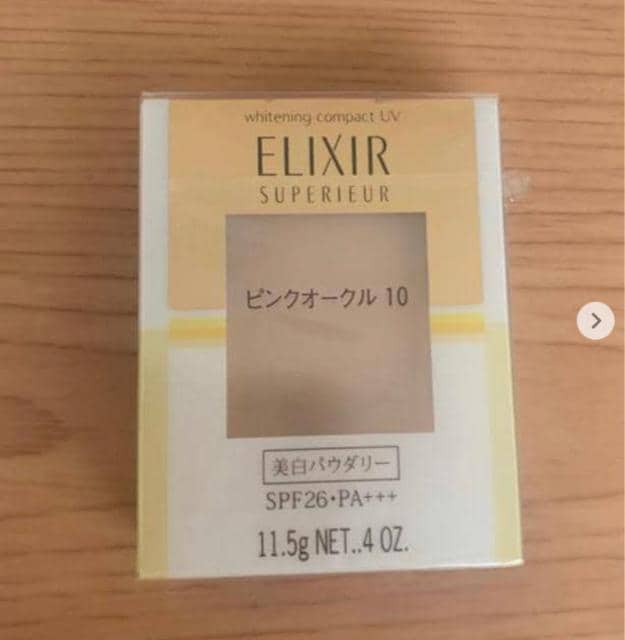 whitening compact UV
ELIXIR
SUPERIEUR
ピンクオークル 10
美白パウダリー
SPF26・PA+++
11.5g NET..4 OZ.